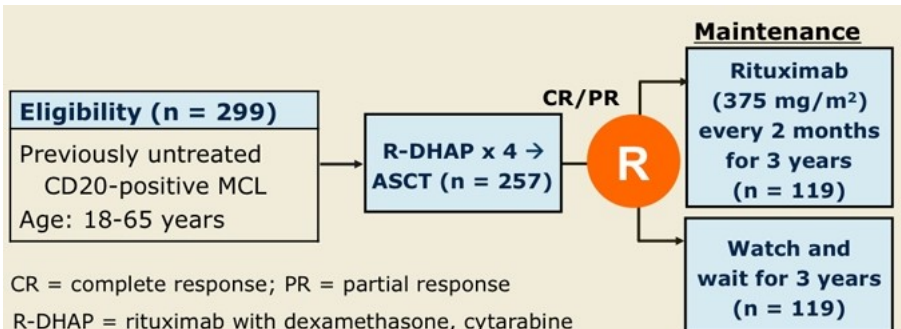 Maintenance
Eligibility (n = 299)
Previously untreated
CD20-positive MCL
Age: 18-65 years
R-DHAP x 4 →
ASCT (n = 257)
CR/PR
R
Rituximab
(375 mg/m²)
every 2 months
for 3 years
(n = 119)
Watch and
wait for 3 years
(n = 119)
CR = complete response; PR = partial response
R-DHAP = rituximab with dexamethasone, cytarabine